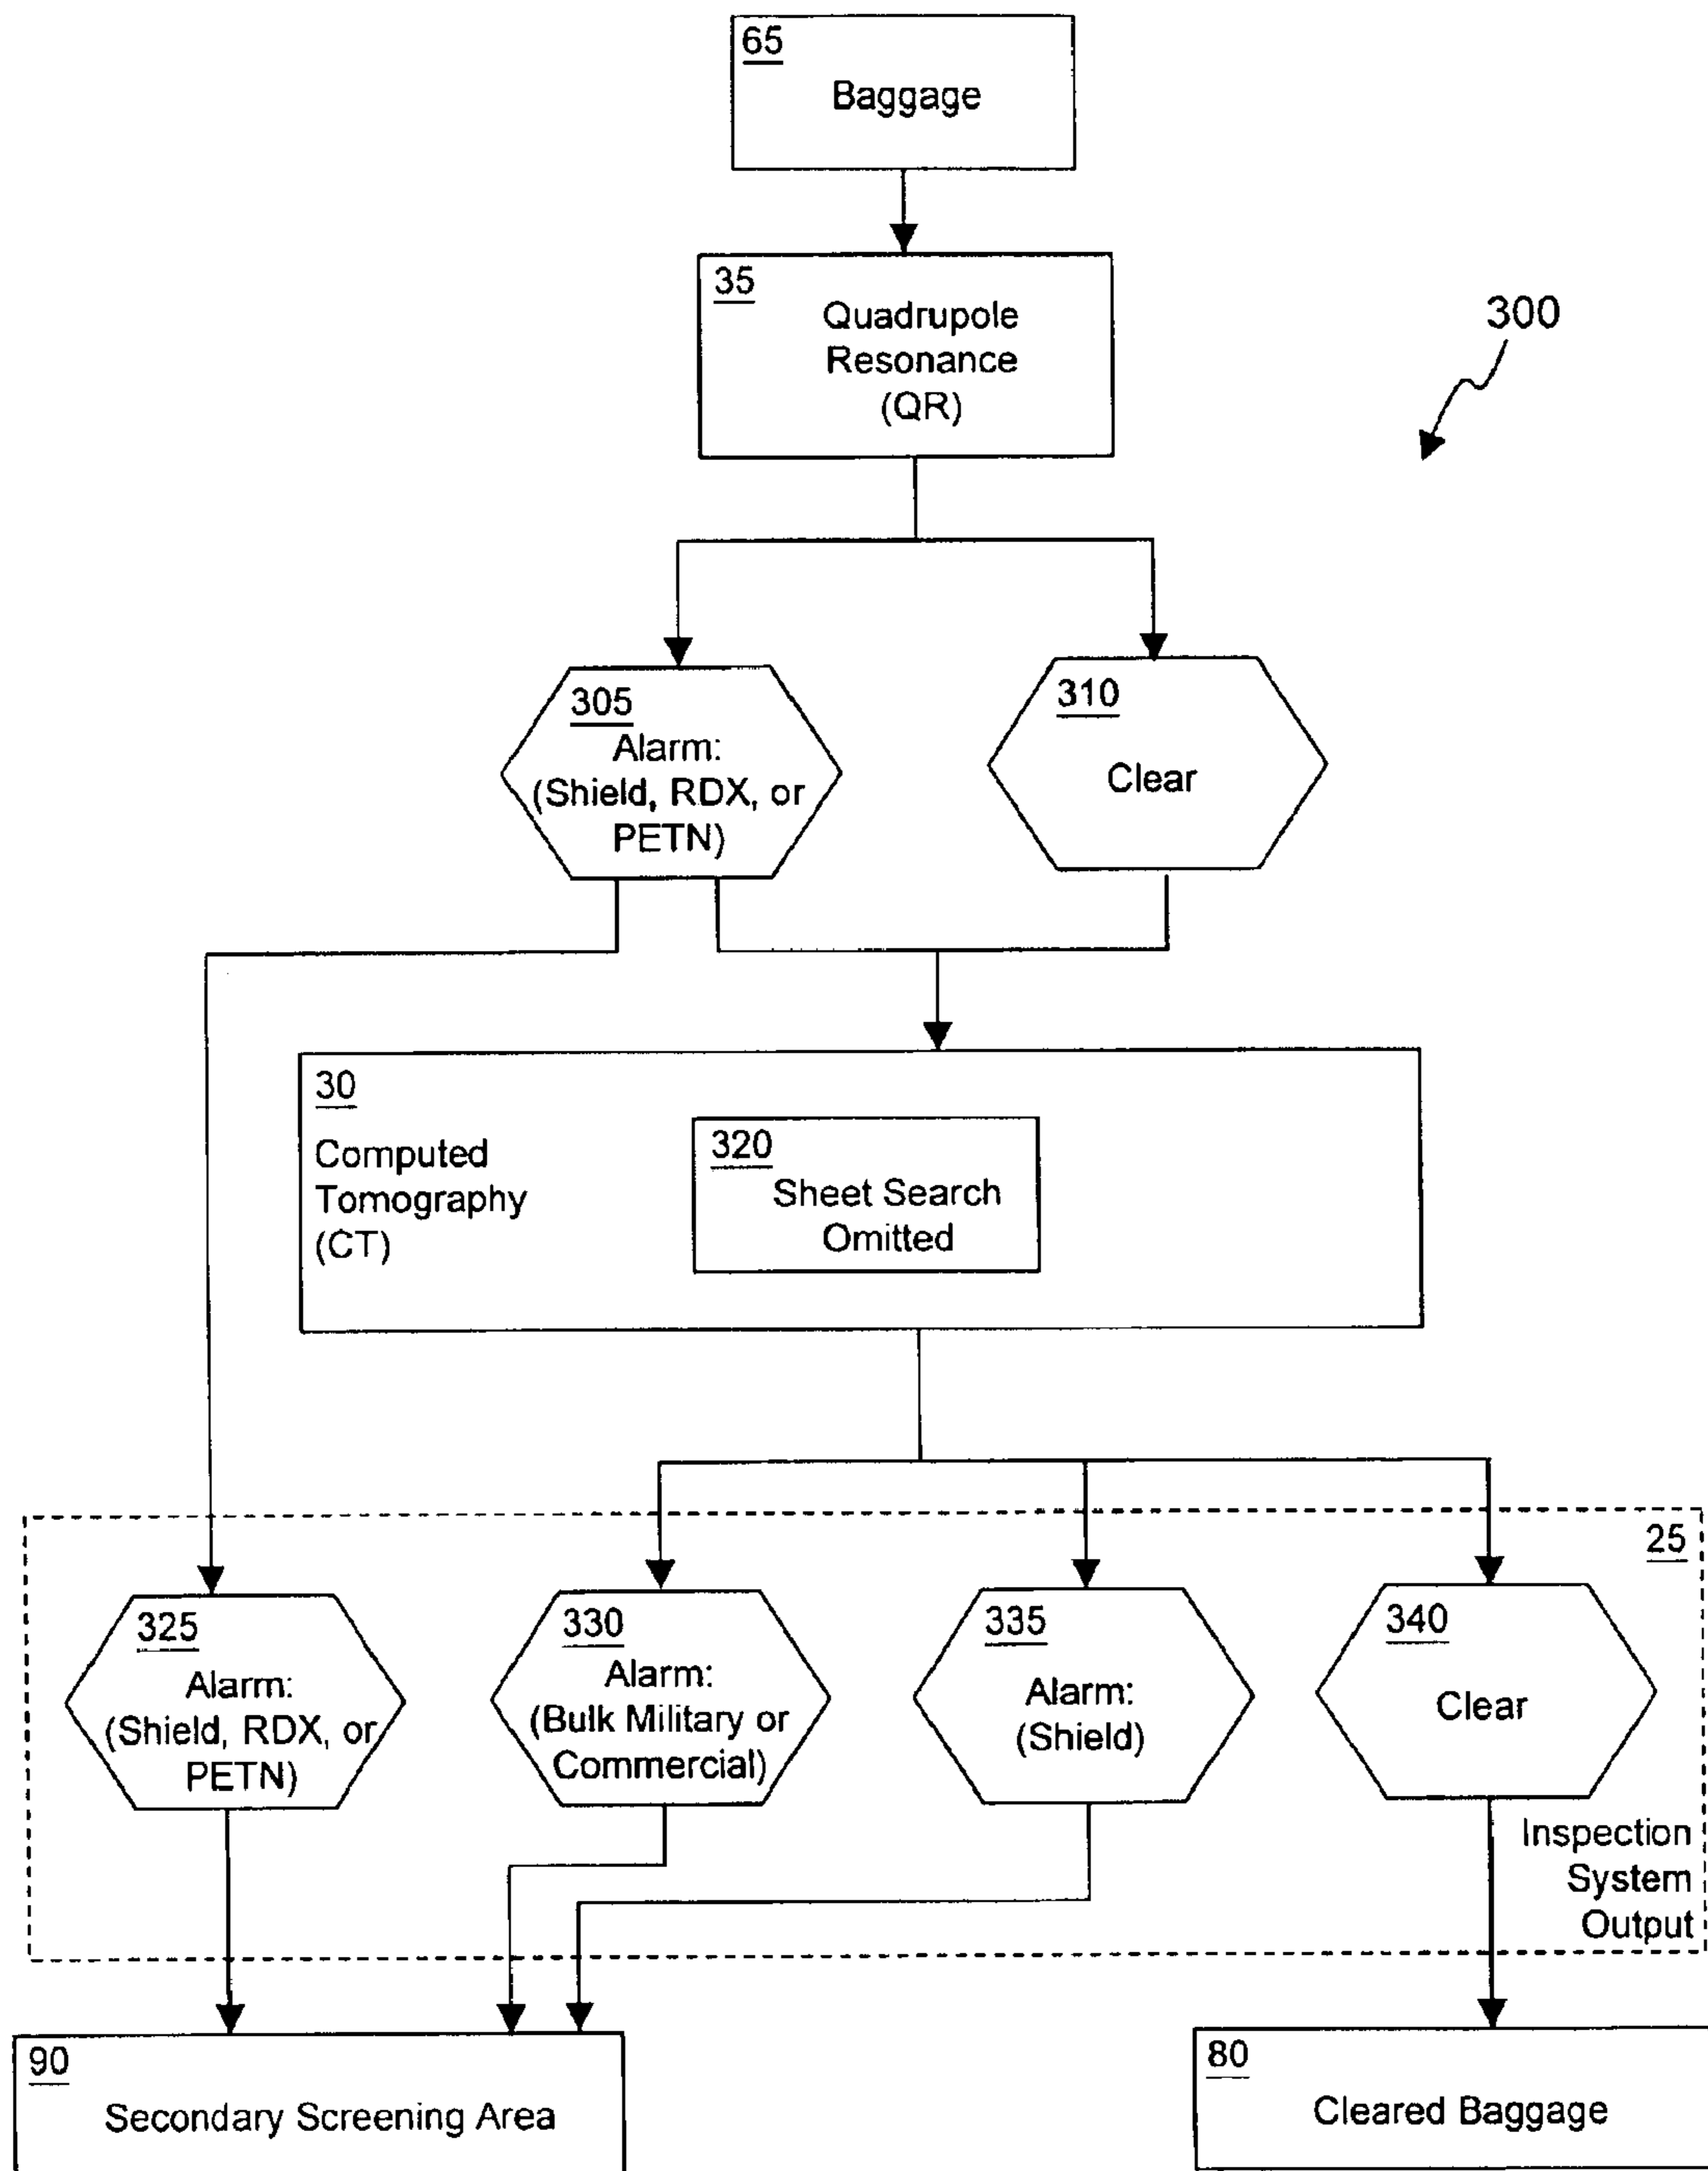 65
Baggage
35
Quadrupole
Resonance
(QR)
300
305
Alarm:
(Shield, RDX, or
PETN)
310
Clear
30
Computed
Tomography
(CT)
320
Sheet Search
Omitted
25
325
Alarm:
(Shield, RDX, or
PETN)
330
Alarm:
(Bulk Military or
Commercial)
335
Alarm:
(Shield)
340
Clear
Inspection
System
Output
90
Secondary Screening Area
80
Cleared Baggage